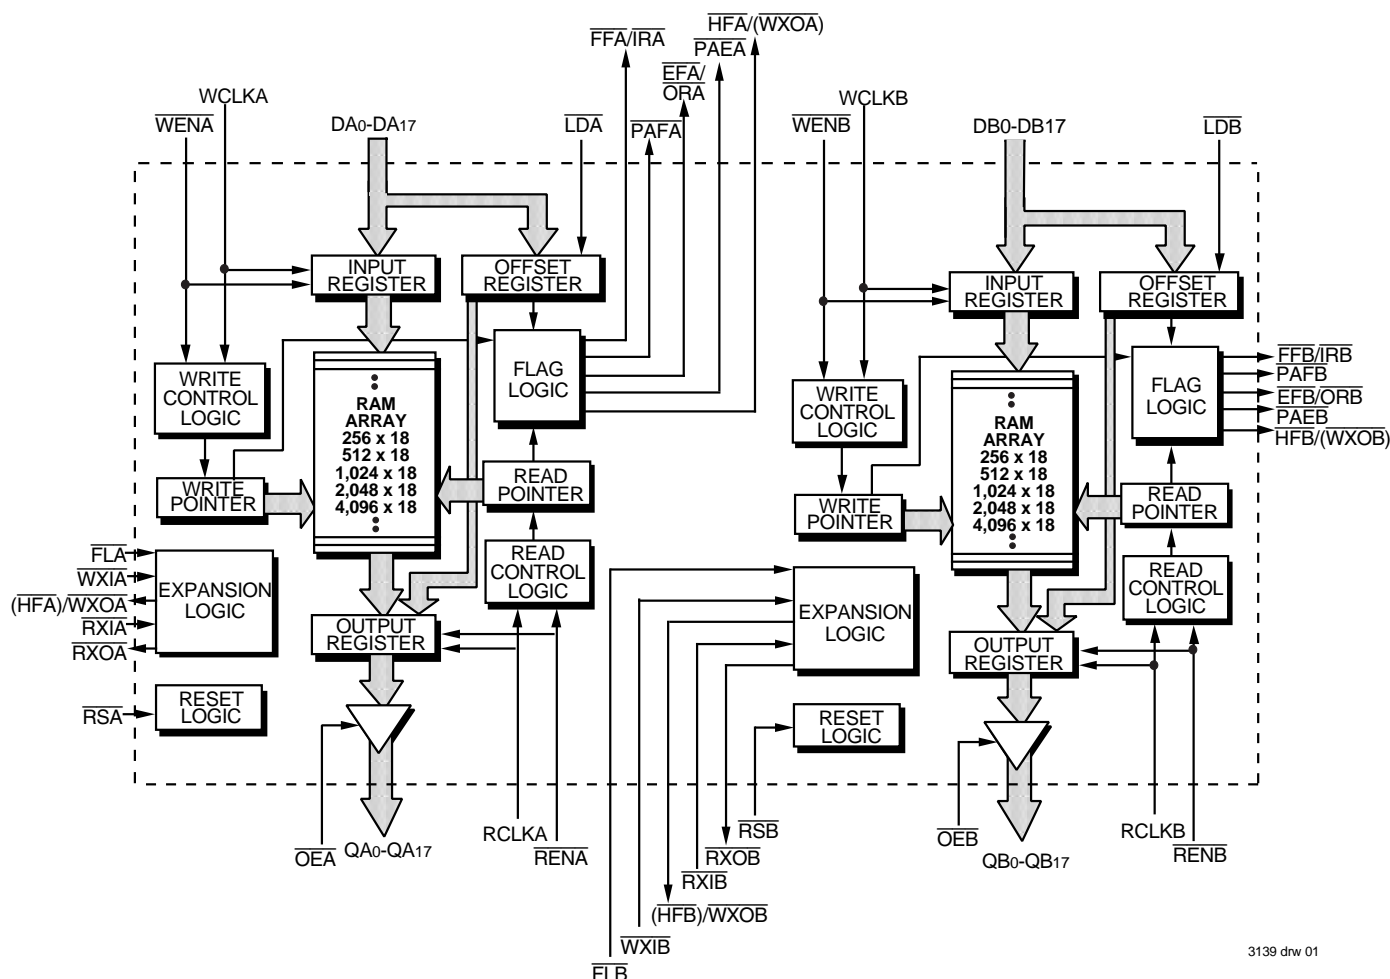 HFA/(WXOA)
FFA/IRA
PAEA
EFA/
ORA
WCLKA
WCLKB
WENA
DA0-DA17
LDA
PAFA
WENB
DB0-DB17
LDB
INPUT
REGISTER
OFFSET
REGISTER
INPUT
REGISTER
OFFSET
REGISTER
WRITE
CONTROL
LOGIC
RAM
ARRAY
256 x 18
512 x 18
1,024 x 18
2,048 x 18
4,096 x 18
FLAG
LOGIC
WRITE
CONTROL
LOGIC
RAM
ARRAY
256 x 18
512 x 18
1,024 x 18
2,048 x 18
4,096 x 18
FLAG
LOGIC
FFB/IRB
PAFB
EFB/ORB
PAEB
HFB/(WXOB)
WRITE
POINTER
READ
POINTER
WRITE
POINTER
READ
POINTER
FLA
WXIA
(HFA)/WXOA
RXIA
RXOA
EXPANSION
LOGIC
READ
CONTROL
LOGIC
EXPANSION
LOGIC
READ
CONTROL
LOGIC
OUTPUT
REGISTER
OUTPUT
REGISTER
RSA
RESET
LOGIC
RESET
LOGIC
OEA
QA0-QA17
RCLKA
RENA
RSB
RXOB
RXIB
(HFB)/WXOB
WXIB
FLB
OEB
QB0-QB17
RCLKB
RENB
3139 drw 01